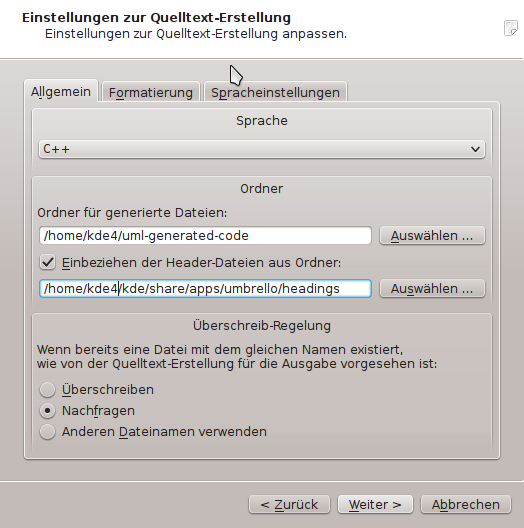 Einstellungen zur Quelltext-Erstellung
Einstellungen zur Quelltext-Erstellung anpassen.
Allgemein Formatierung Spracheinstellungen
Sprache
C++
Ordner
Ordner für generierte Dateien:
/home/kde4/uml-generated-code Auswählen ...
Einbeziehen der Header-Dateien aus Ordner:
/home/kde4/kde/share/apps/umbrello/headings Auswählen ...
Überschreib-Regelung
Wenn bereits eine Datei mit dem gleichen Namen existiert,
wie von der Quelltext-Erstellung für die Ausgabe vorgesehen ist:
Überschreiben
Nachfragen
Anderen Dateinamen verwenden
< Zurück Weiter > Abbrechen